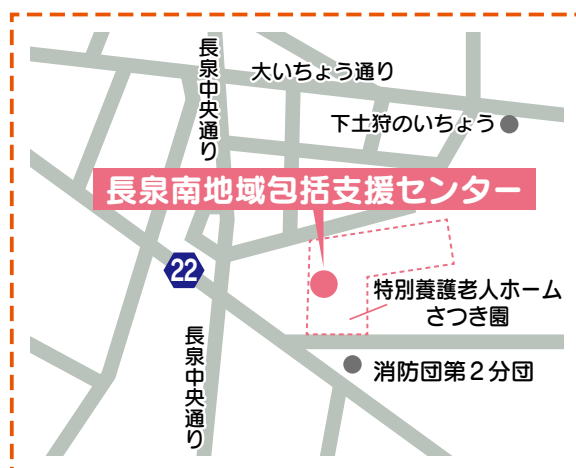 長泉中央通り
大いちょう通り
下土狩のいちょう
長泉南地域包括支援センター
22
特別養護老人ホーム
さつき園
長泉中央通り
消防団第2分団